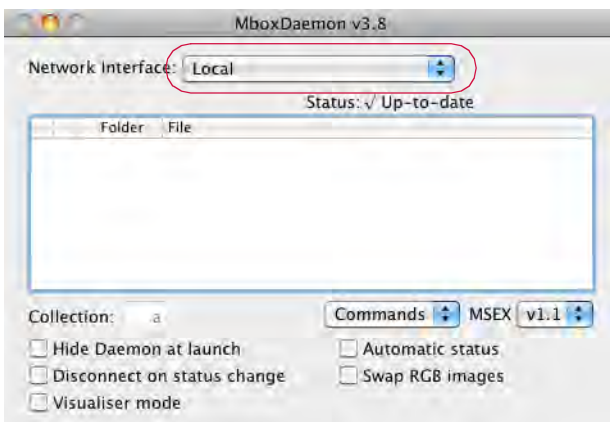 MboxDaemon v3.8
Network Interface: Local
Status: √ Up-to-date
Folder File
Collection: a Commands MSEX v1.1
Hide Daemon at launch Automatic status
Disconnect on status change Swap RGB images
Visualiser mode